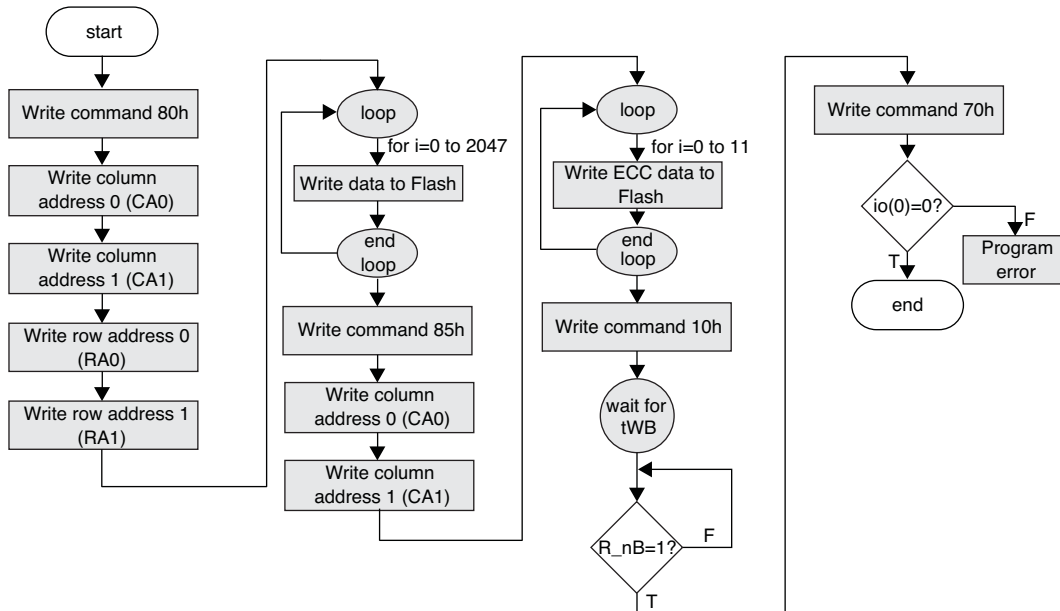 start
Write command 80h
Write column
address 0 (CA0)
Write column
address 1 (CA1)
Write row address 0
(RA0)
Write row address 1
(RA1)
loop
for i=0 to 2047
Write data to Flash
end
loop
Write command 85h
Write column
address 0 (CA0)
Write column
address 1 (CA1)
loop
for i=0 to 11
Write ECC data to
Flash
end
loop
Write command 10h
wait for
tWB
R_nB=1?
F
T
Write command 70h
io(0)=0?
F
T
Program
error
end